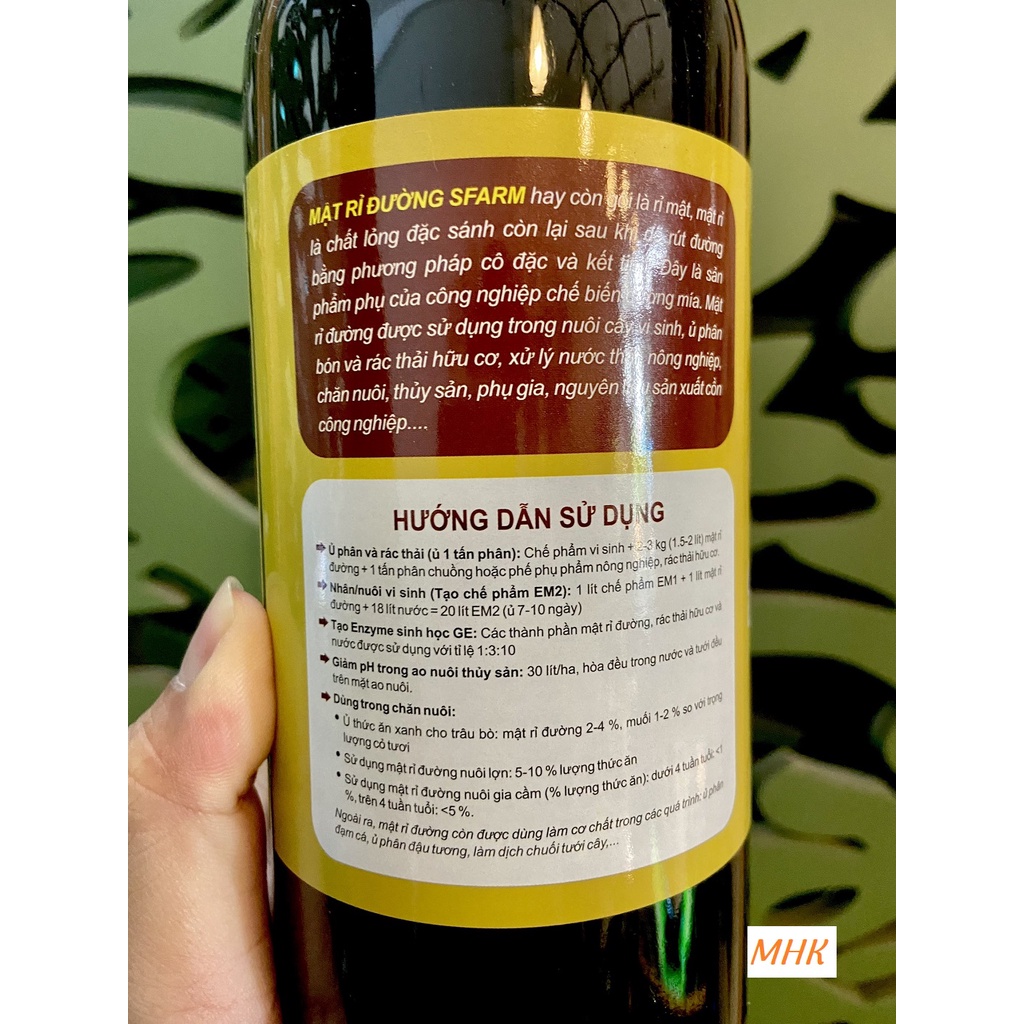 MẬT RỈ ĐƯỜNG SFARM hay còn gọi là rỉ mật, mật rỉ
là chất lỏng đặc sánh còn lại sau khi rút đường
bằng phương pháp cô đặc và kết Đây là sản
phẩm phụ của công nghiệp chế biến đường mía. Mật
rỉ đường được sử dụng trong nuôi cấy vi sinh, ủ phân
bón và rác thải hữu cơ, xử lý nước thải nông nghiệp,
chăn nuôi, thủy sản, phụ gia, nguyên liệu sản xuất cồn
công nghiệp....
HƯỚNG DẪN SỬ DỤNG
Ủ phân và rác thải (ủ 1 tấn phân): Chế phẩm vi sinh + 2-3 kg (1.5-2 lít) mật rỉ
đường + 1 tấn phân chuồng hoặc phế phụ phẩm nông nghiệp, rác thải hữu cơ.
Nhân/nuôi vi sinh (Tạo chế phẩm EM2): 1 lít chế phẩm EM1 + 1 lít mật rỉ
đường + 18 lít nước = 20 lít EM2 (ủ 7-10 ngày)
Tạo Enzyme sinh học GE: Các thành phần mật rỉ đường, rác thải hữu cơ và
nước được sử dụng với tỉ lệ 1:3:10
Giảm pH trong ao nuôi thủy sản: 30 lít/ha, hòa đều trong nước và tưới đều
trên mặt ao nuôi.
Dùng trong chăn nuôi:
• Ủ thức ăn xanh cho trâu bò: mật rỉ đường 2-4 %, muối 1-2 % so với trọng
lượng cỏ tươi
• Sử dụng mật rỉ đường nuôi lợn: 5-10 % lượng thức ăn
• Sử dụng mật rỉ đường nuôi gia cầm (% lượng thức ăn): dưới 4 tuần tuổi: <1
%, trên 4 tuần tuổi: <5 %.
Ngoài ra, mật rỉ đường còn được dùng làm cơ chất trong các quá trình: ủ phân
đạm cá, ủ phân đậu tương, làm dịch chuối tưới cây,...
MHK